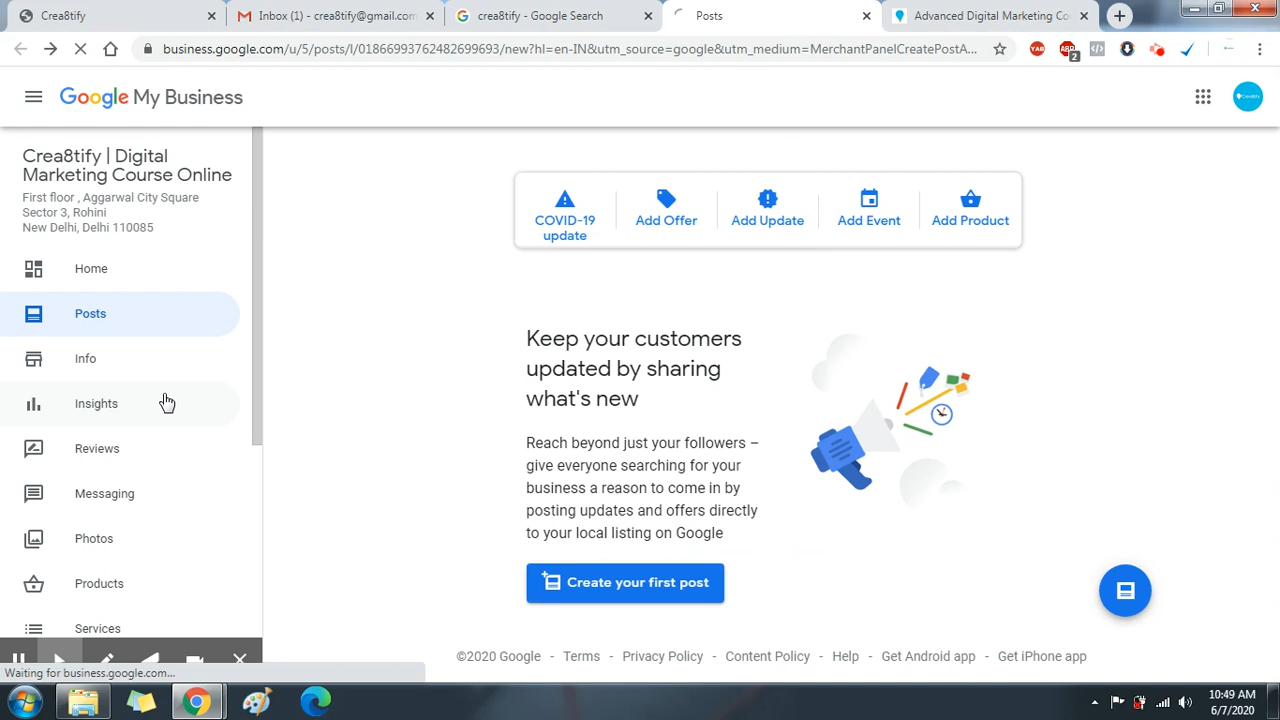 Crea8tify
Inbox (1) - crea8tify@gmail.com
crea8tify - Google Search
Posts
Advanced Digital Marketing Co
business.google.com/u/5/posts/l/01866993762482699693/new?hl=en-IN&utm_source=google&utm_medium=MerchantPanelCreatePostA...
YAB
ABP
2
Google My Business
Crea8tify
Crea8tify | Digital
Marketing Course Online
First floor , Aggarwal City Square
Sector 3, Rohini
New Delhi, Delhi 110085
Home
Posts
Info
Insights
Reviews
Messaging
Photos
Products
Services
COVID-19
update
Add Offer
Add Update
Add Event
Add Product
Keep your customers
updated by sharing
what's new
Reach beyond just your followers –
give everyone searching for your
business a reason to come in by
posting updates and offers directly
to your local listing on Google
Create your first post
©2020 Google - Terms - Privacy Policy - Content Policy - Help - Get Android app - Get iPhone app
Waiting for business.google.com...
10:49 AM
6/7/2020